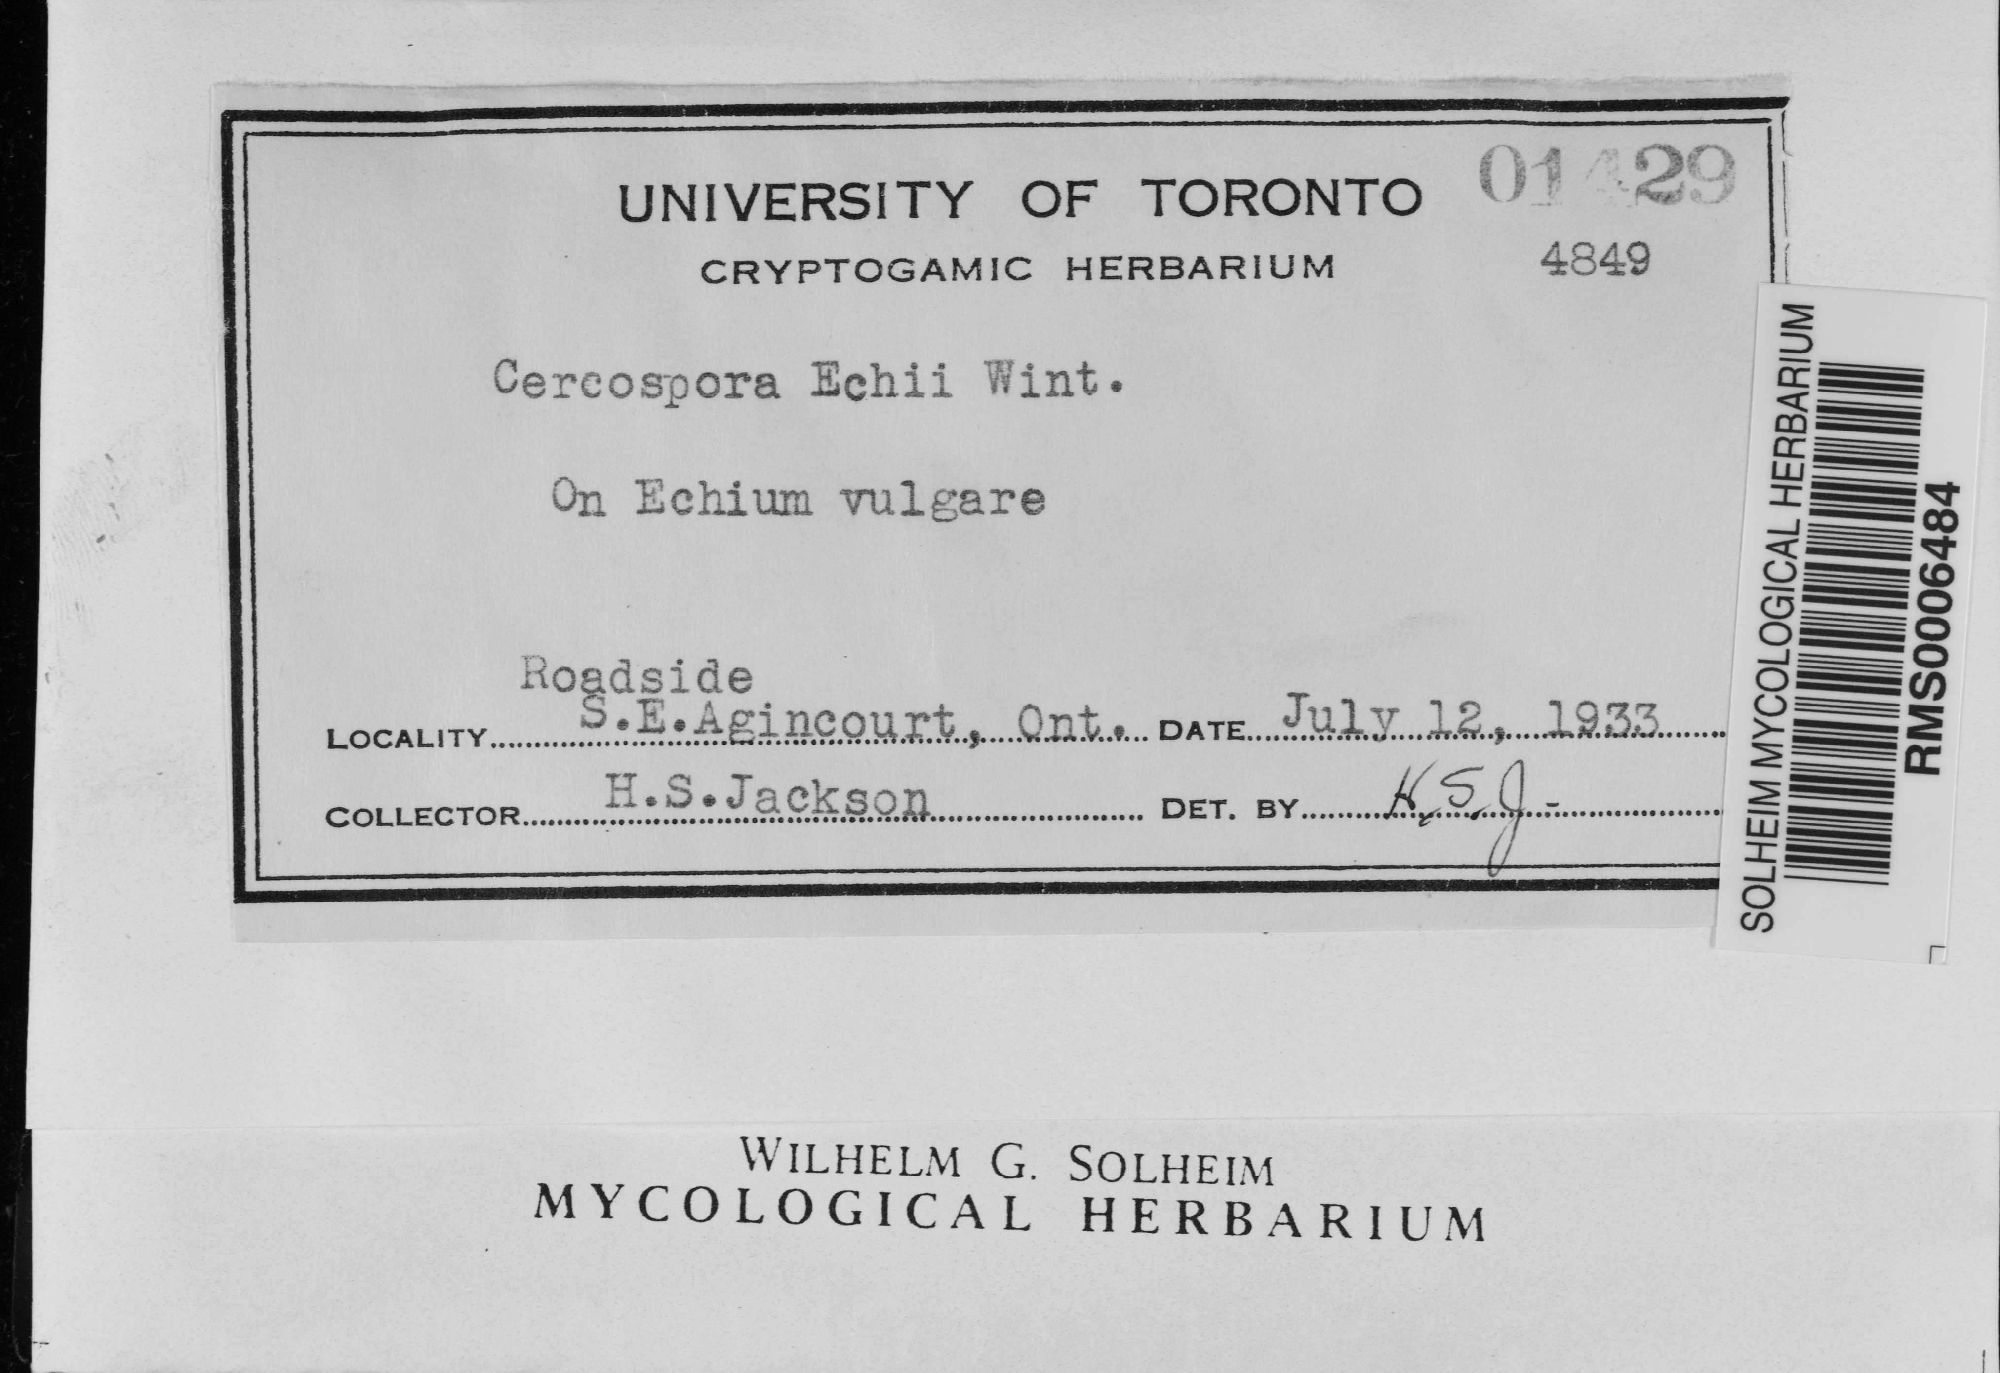 UNIVERSITY OF TORONTO
01429
CRYPTOGAMIC HERBARIUM
4849
Cercospora Echii Wint.
On Echium vulgare
Roadside
LOCALITY S.E.Agincourt, Ont. DATE July 12, 1933
COLLECTOR H.S.Jackson DET. BY H.S.J-
SOLHEIM MYCOLOGICAL HERBARIUM
RMS0006484
WILHELM G. SOLHEIM
MYCOLOGICAL HERBARIUM